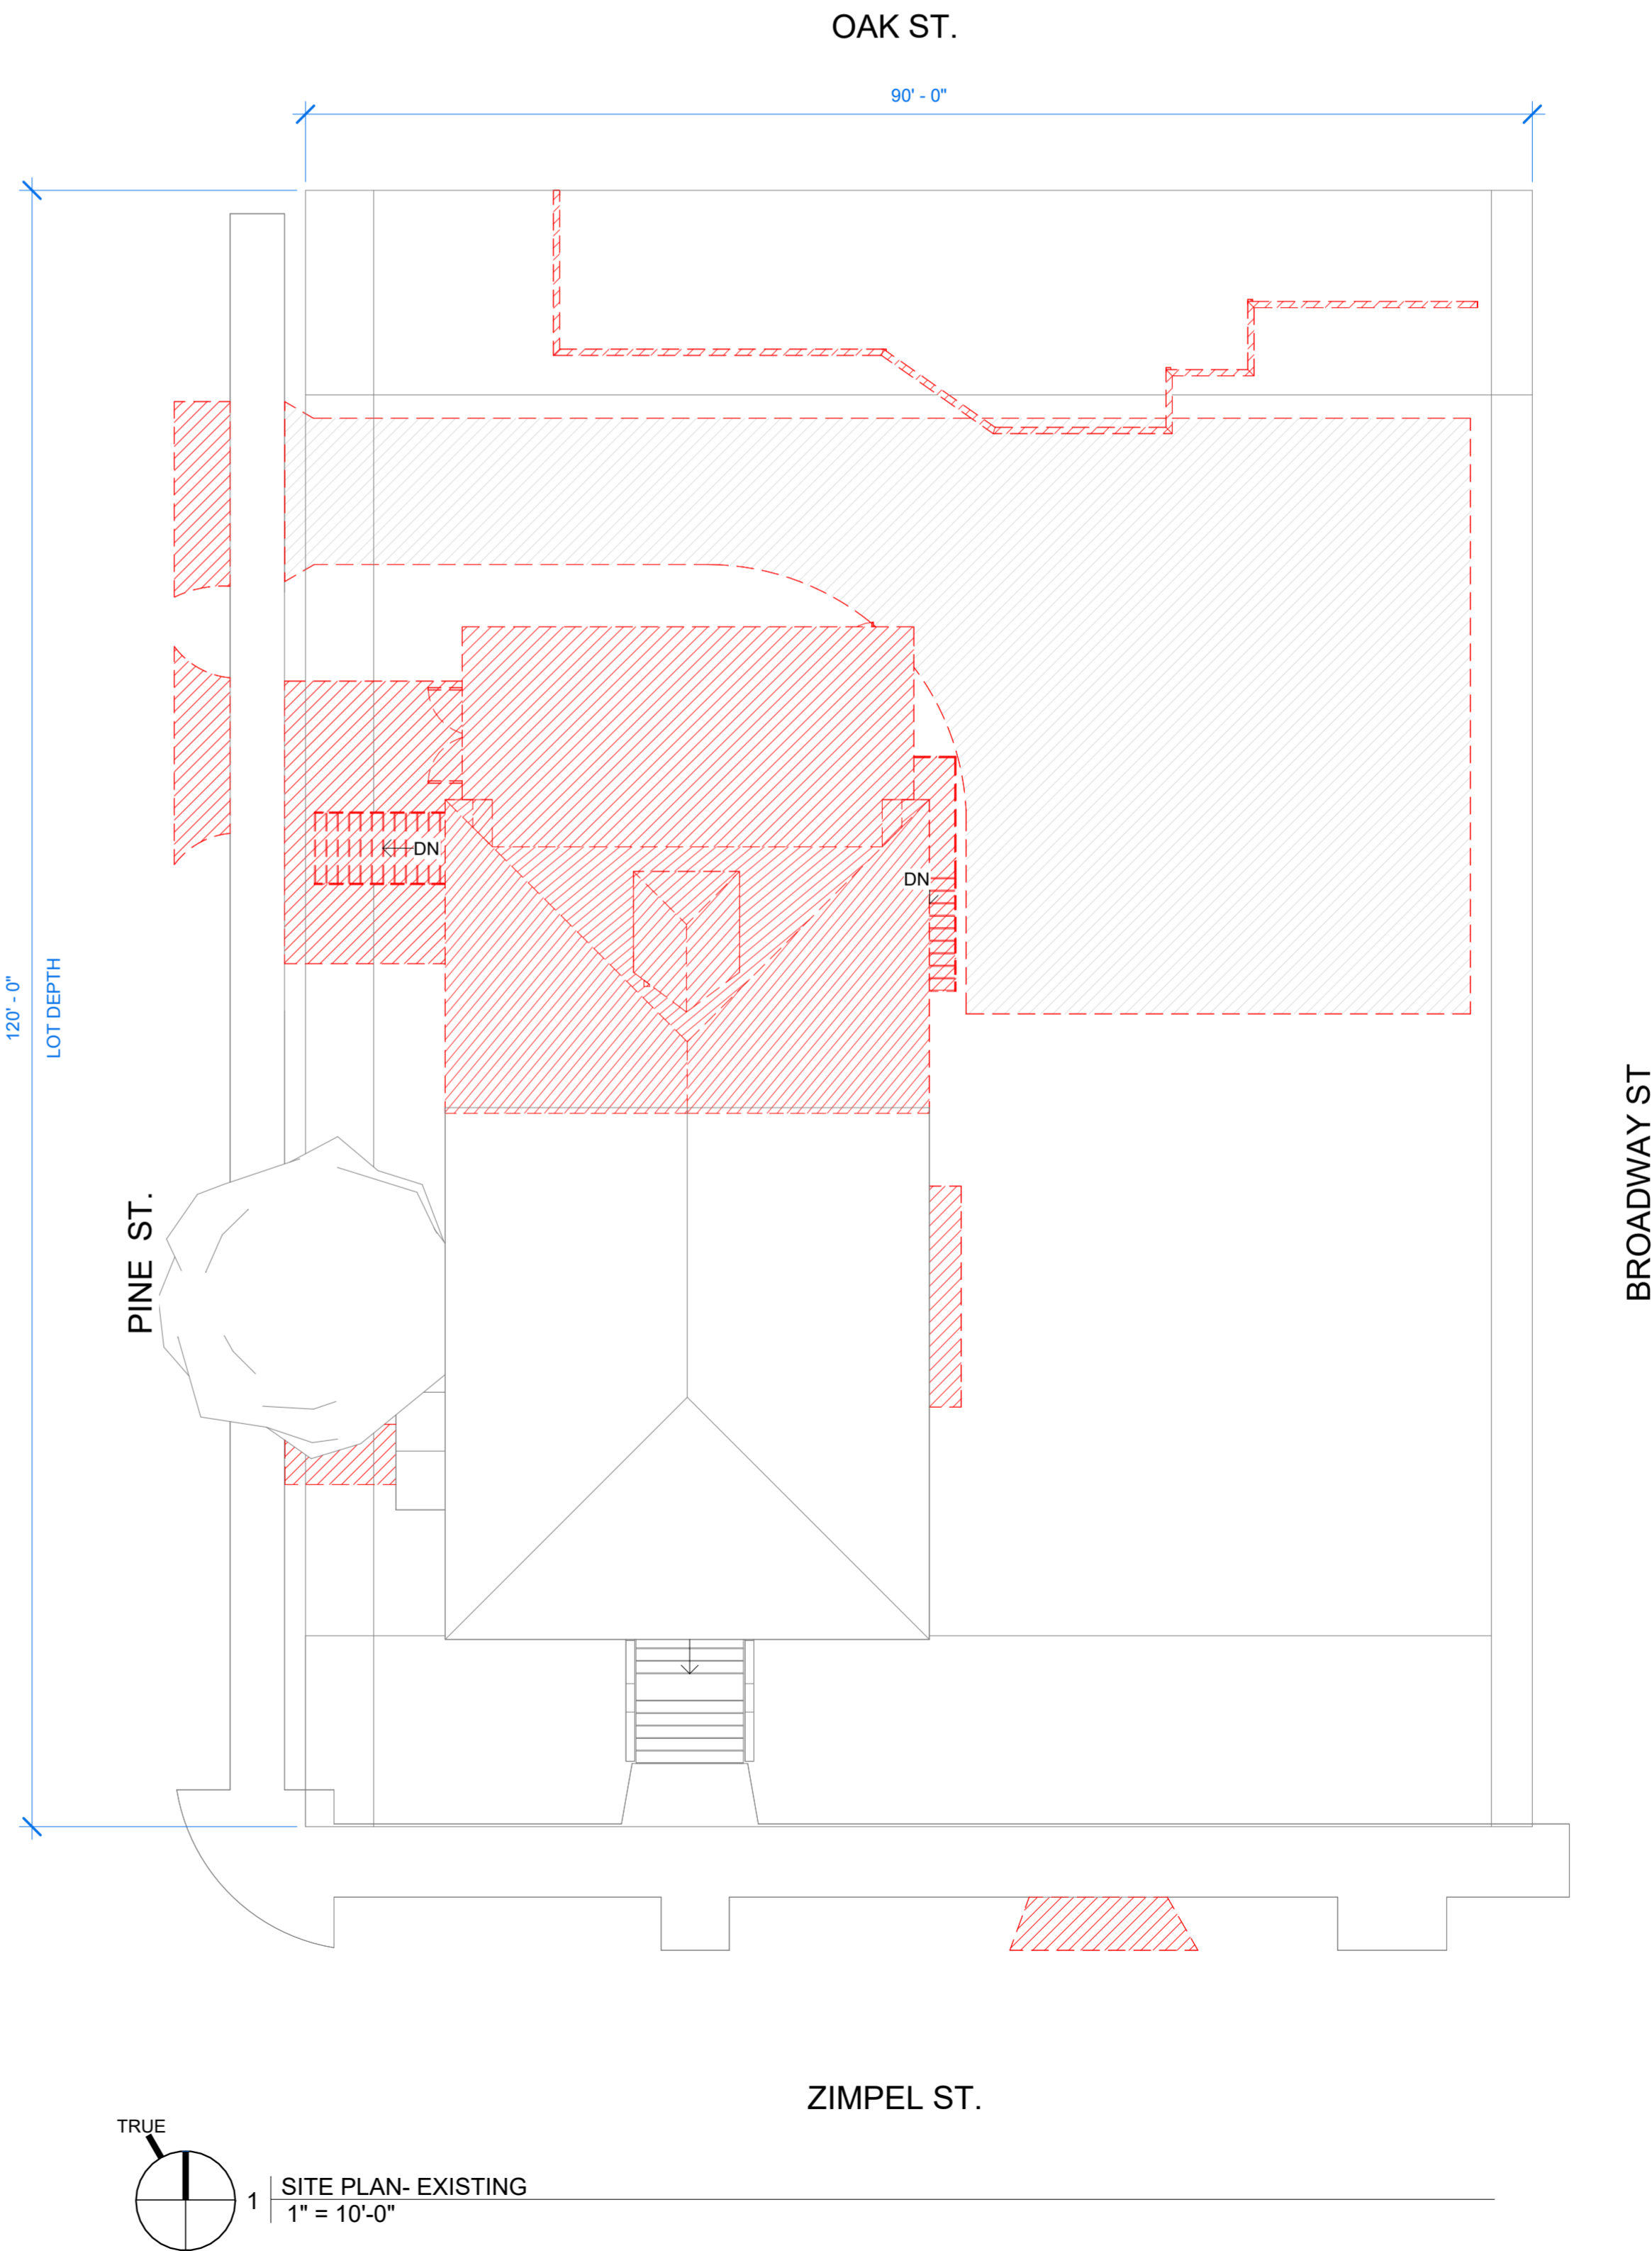 OAK ST.
90' - 0"
120' - 0"
LOT DEPTH
DN
DN
PINE ST.
BROADWAY ST
ZIMPEL ST.
TRUE
1
SITE PLAN- EXISTING
1" = 10'-0"